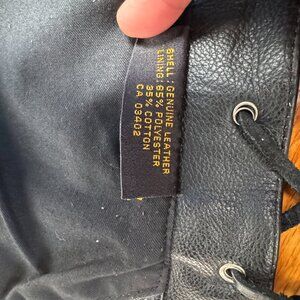 SHELL: GENUINE LEATHER
LINING: 65% POLYESTER
35% COTTON
CA 03402